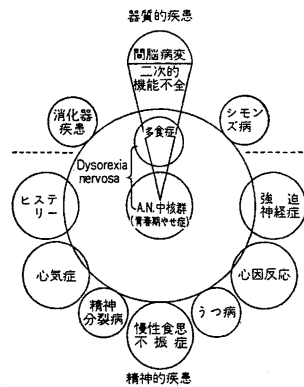 器質的疾患
間脳病変
二次的
機能不全
消化器
疾患
シモン
ズ病
多食症
Dysorexia
nervosa
ヒステ
リー
A.N.中核群
(青春期やせ症)
強迫
神経症
心気症
心因反応
精神
分裂病
慢性食思
不振症
うつ病
精神的疾患